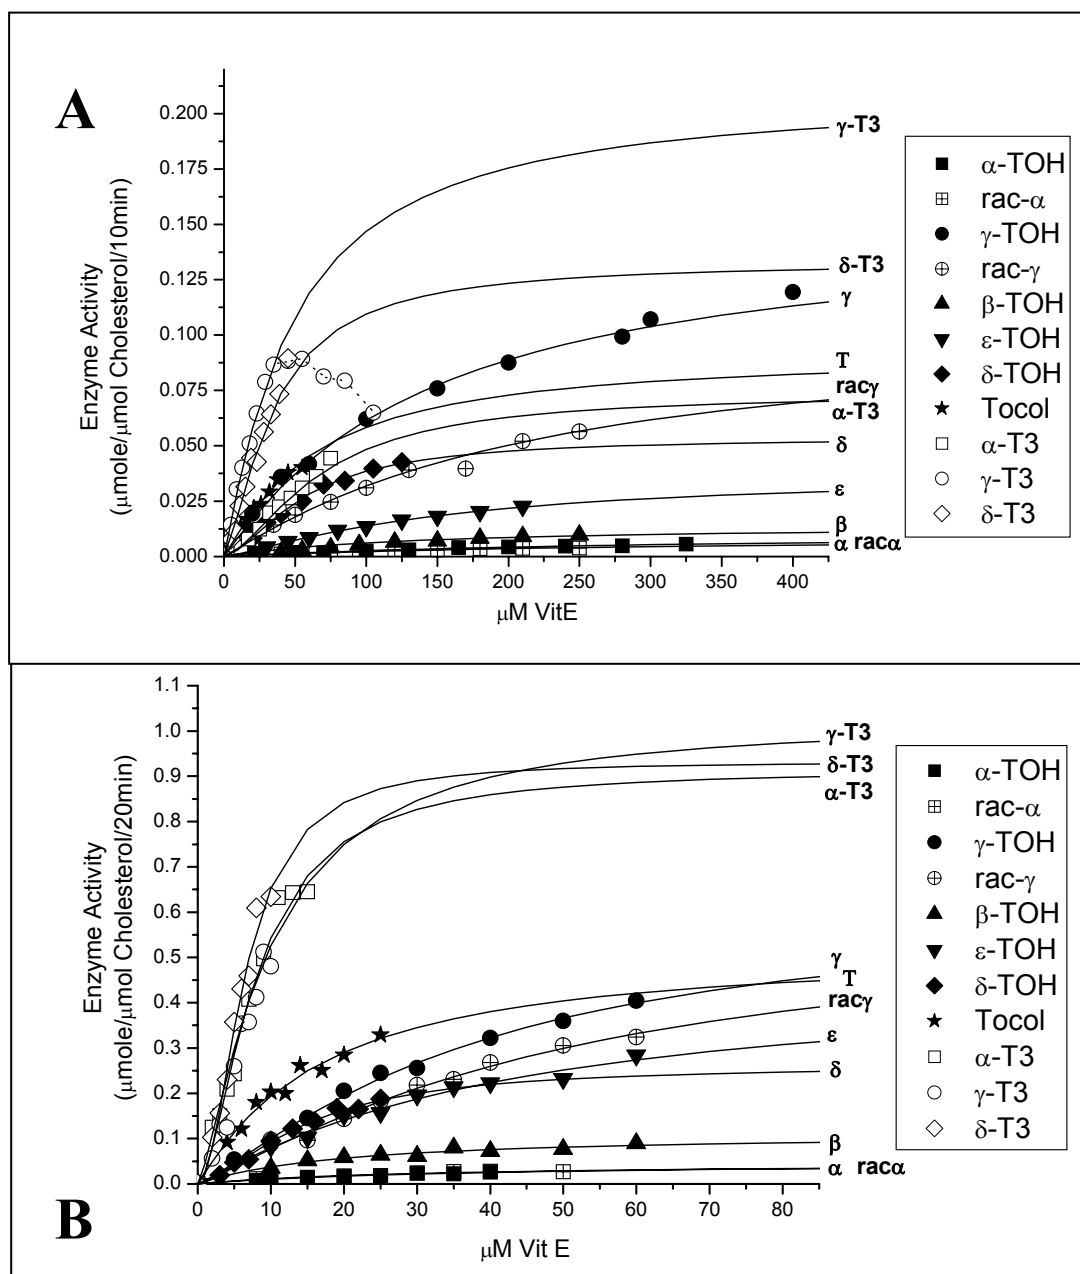 A
Enzyme Activity
(μmole/μmol Cholesterol/10min)
0.200
0.175
0.150
0.125
0.100
0.075
0.050
0.025
0.000
0 50 100 150 200 250 300 350 400
μM VitE
γ-T3
δ-T3
γ
T
racγ
α-T3
δ
ε
β
α racα
α-TOH
rac-α
γ-TOH
rac-γ
β-TOH
ε-TOH
δ-TOH
Tocol
α-T3
γ-T3
δ-T3
B
Enzyme Activity
(μmole/μmol Cholesterol/20min)
1.1
1.0
0.9
0.8
0.7
0.6
0.5
0.4
0.3
0.2
0.1
0.0
0 10 20 30 40 50 60 70 80
μM Vit E
γ-T3
δ-T3
α-T3
γ
T
racγ
ε
δ
β
α racα
α-TOH
rac-α
γ-TOH
rac-γ
β-TOH
ε-TOH
δ-TOH
Tocol
α-T3
γ-T3
δ-T3